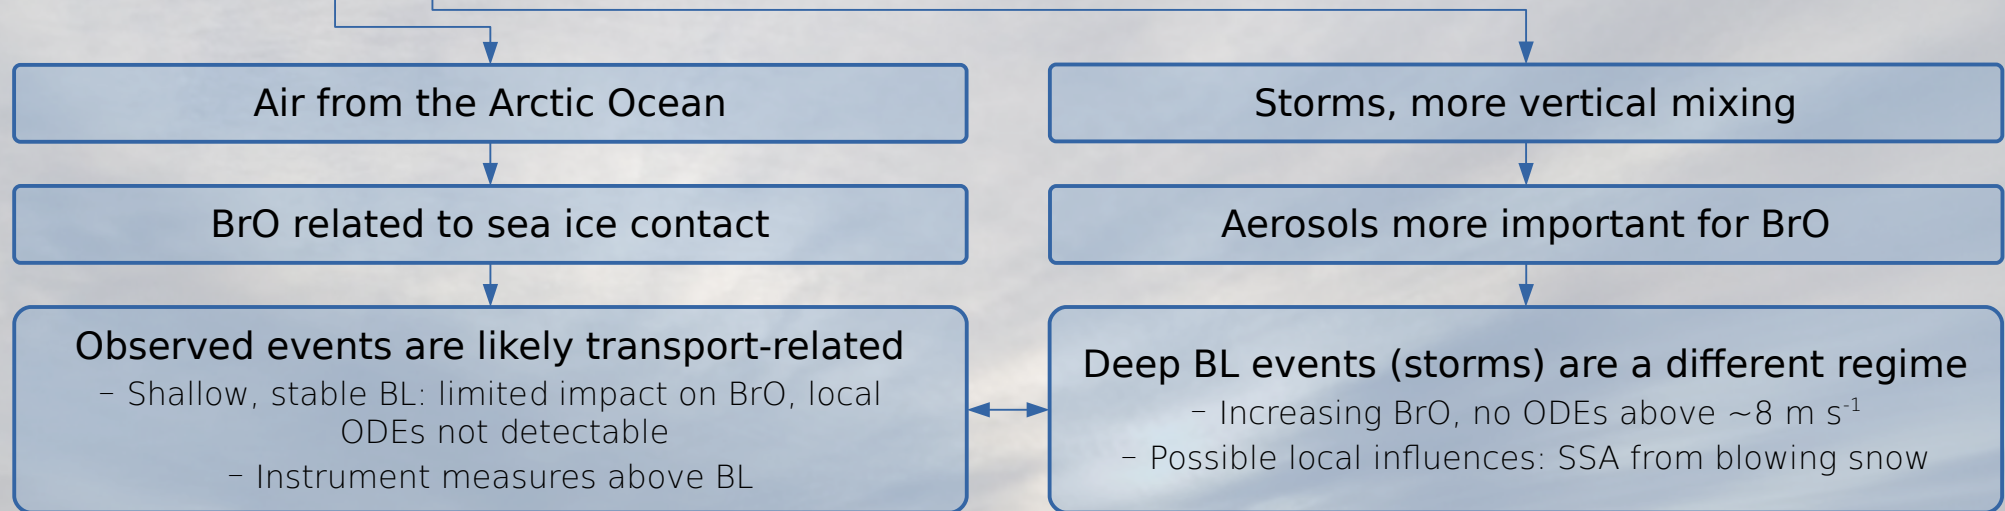 Air from the Arctic Ocean
Storms, more vertical mixing
BrO related to sea ice contact
Aerosols more important for BrO
Observed events are likely transport-related
– Shallow, stable BL: limited impact on BrO, local
ODEs not detectable
– Instrument measures above BL
Deep BL events (storms) are a different regime
– Increasing BrO, no ODEs above ~8 m s⁻¹
– Possible local influences: SSA from blowing snow